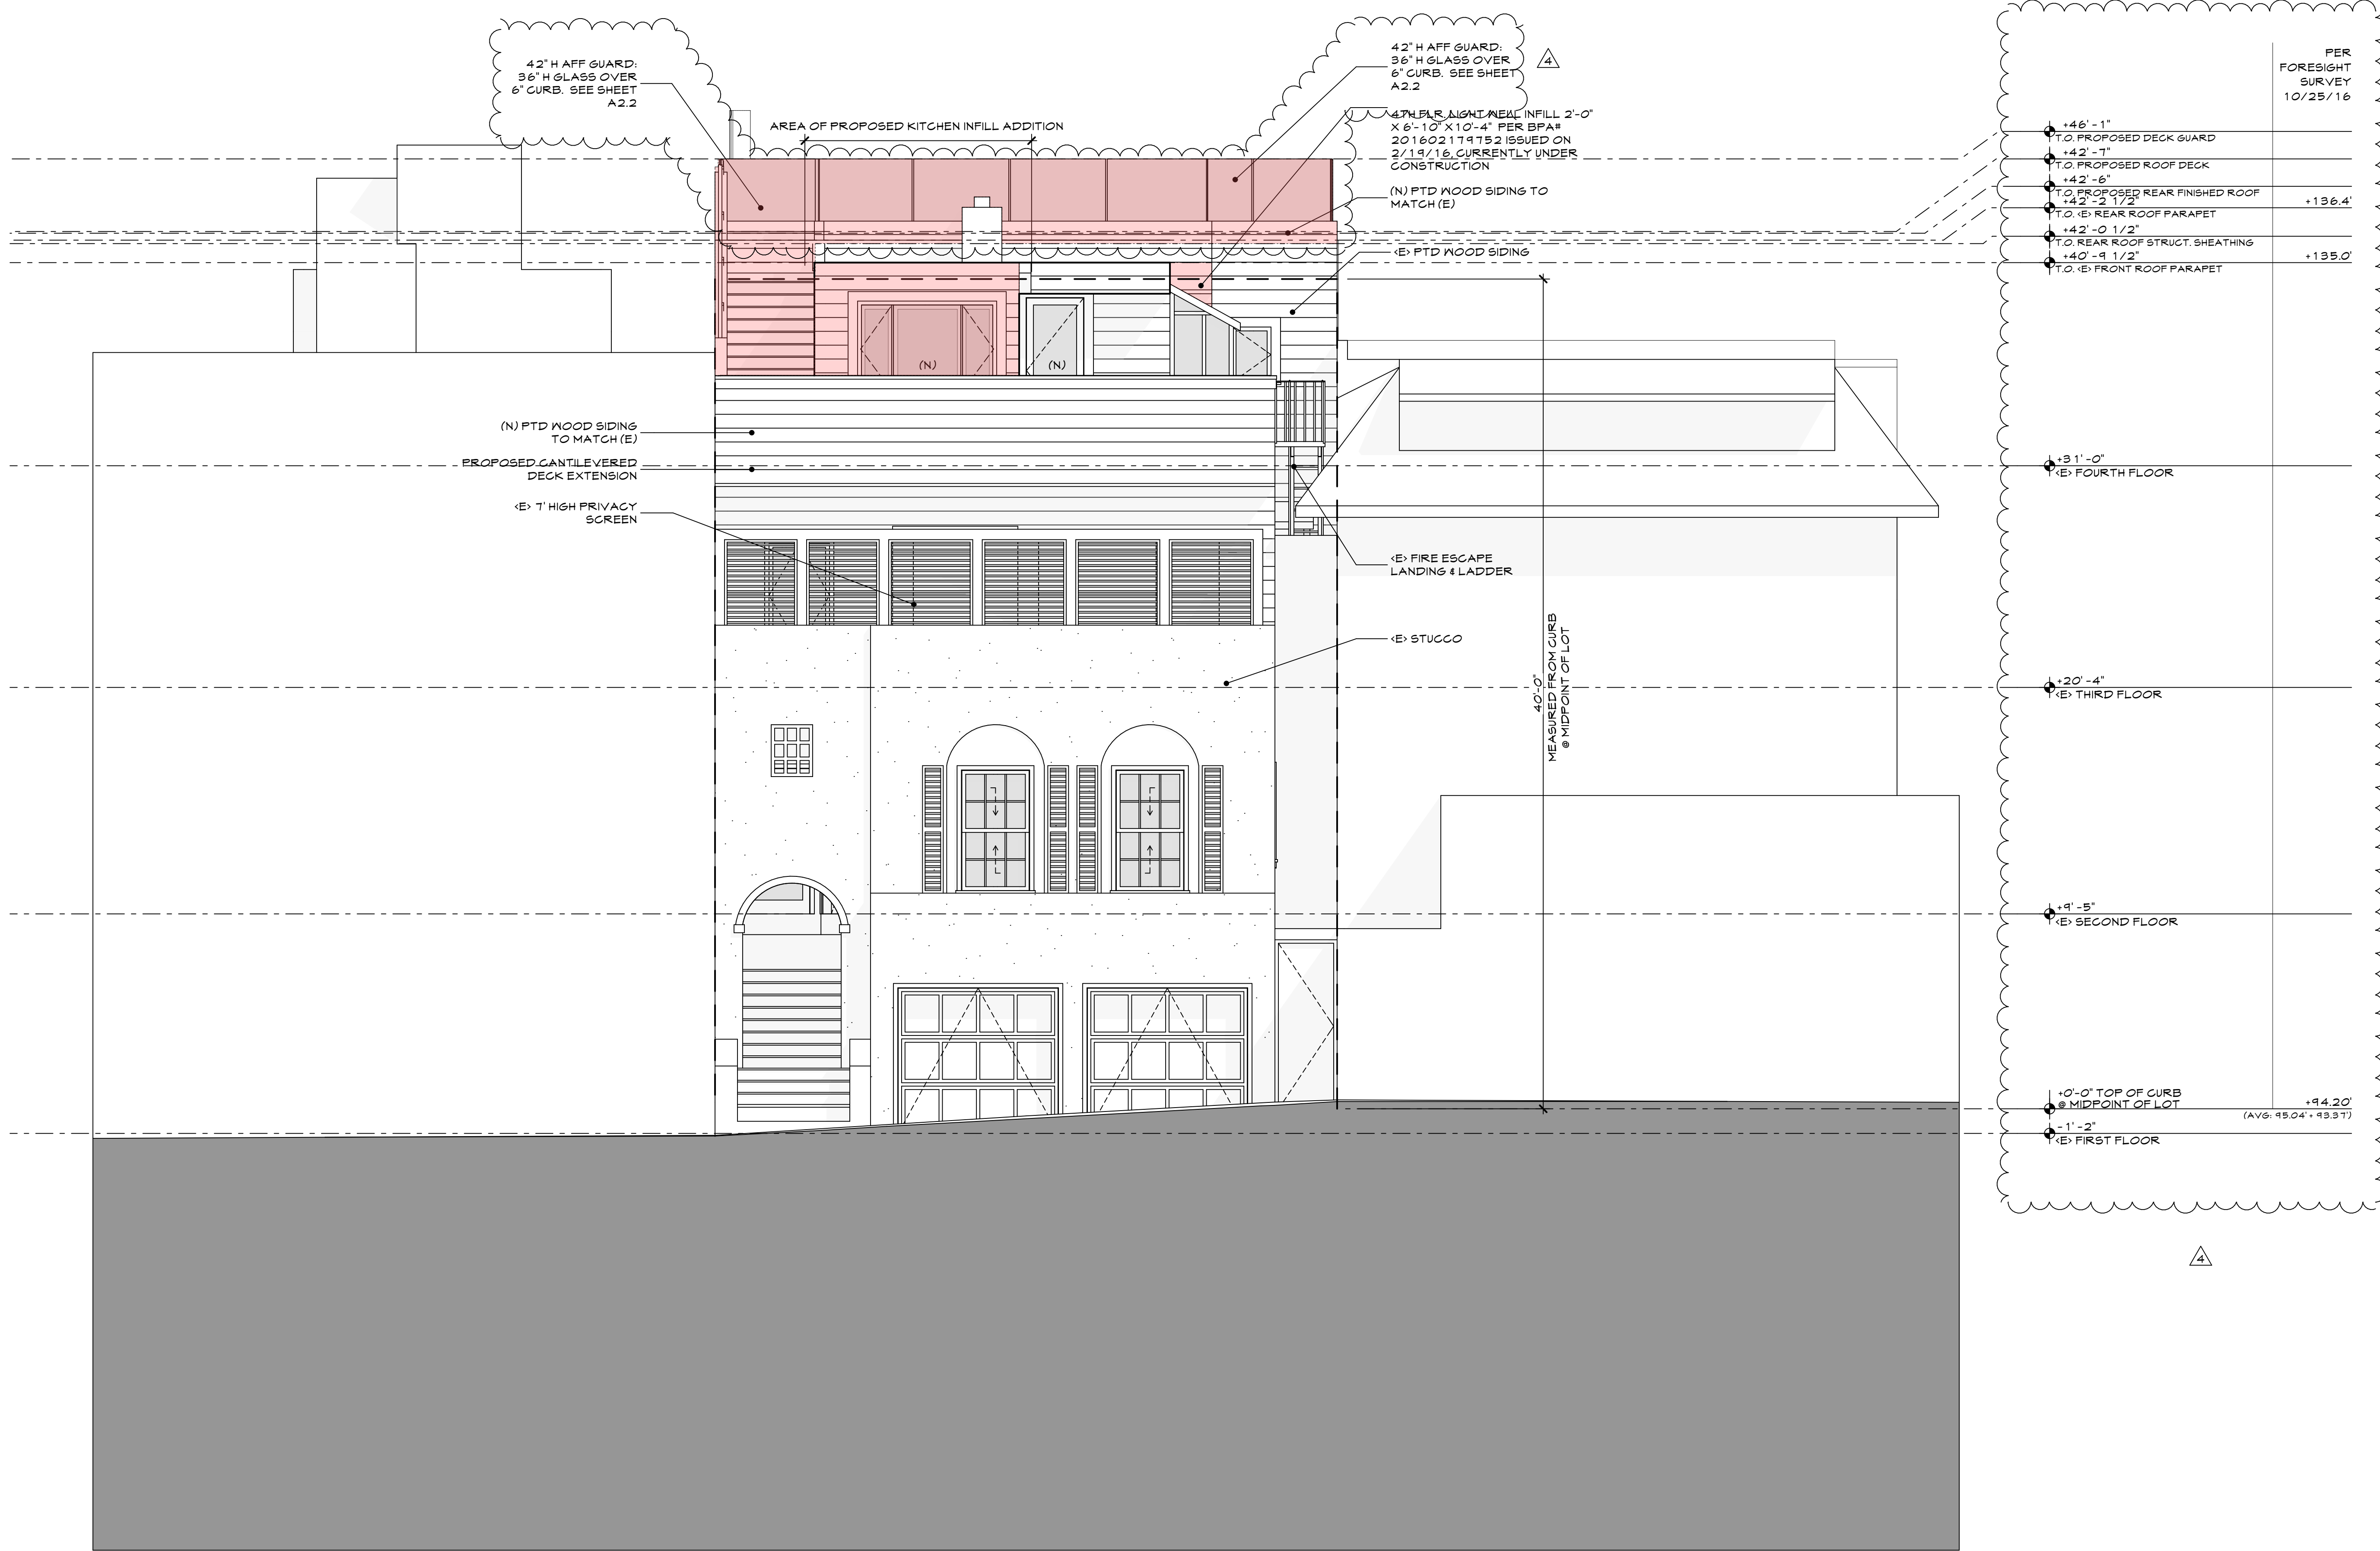 42" H AFF GUARD:
36" H GLASS OVER
6" CURB. SEE SHEET
A2.2
AREA OF PROPOSED KITCHEN INFILL ADDITION
42" H AFF GUARD:
36" H GLASS OVER
6" CURB. SEE SHEET
A2.2
4
4TH FLR. LIGHT WELL INFILL 2'-0"
X 6'-10" X 10'-4" PER BPA#
201602179752 ISSUED ON
2/19/16, CURRENTLY UNDER
CONSTRUCTION
(N) PTD WOOD SIDING TO
MATCH (E)
<E> PTD WOOD SIDING
(N)
(N)
(N) PTD WOOD SIDING
TO MATCH (E)
PROPOSED CANTILEVERED
DECK EXTENSION
<E> 7' HIGH PRIVACY
SCREEN
<E> FIRE ESCAPE
LANDING & LADDER
<E> STUCCO
40'-0"
MEASURED FROM CURB
@ MIDPOINT OF LOT
PER
FORESIGHT
SURVEY
10/25/16
+46'-1"
T.O. PROPOSED DECK GUARD
+42'-7"
T.O. PROPOSED ROOF DECK
+42'-6"
T.O. PROPOSED REAR FINISHED ROOF
+42'-2 1/2" +136.4'
T.O. <E> REAR ROOF PARAPET
+42'-0 1/2"
T.O. REAR ROOF STRUCT. SHEATHING
+40'-9 1/2" +135.0'
T.O. <E> FRONT ROOF PARAPET
+31'-0"
<E> FOURTH FLOOR
+20'-4"
<E> THIRD FLOOR
+9'-5"
<E> SECOND FLOOR
+0'-0" TOP OF CURB
@ MIDPOINT OF LOT +94.20'
(AVG: 95.04' + 93.37')
-1'-2"
<E> FIRST FLOOR
4